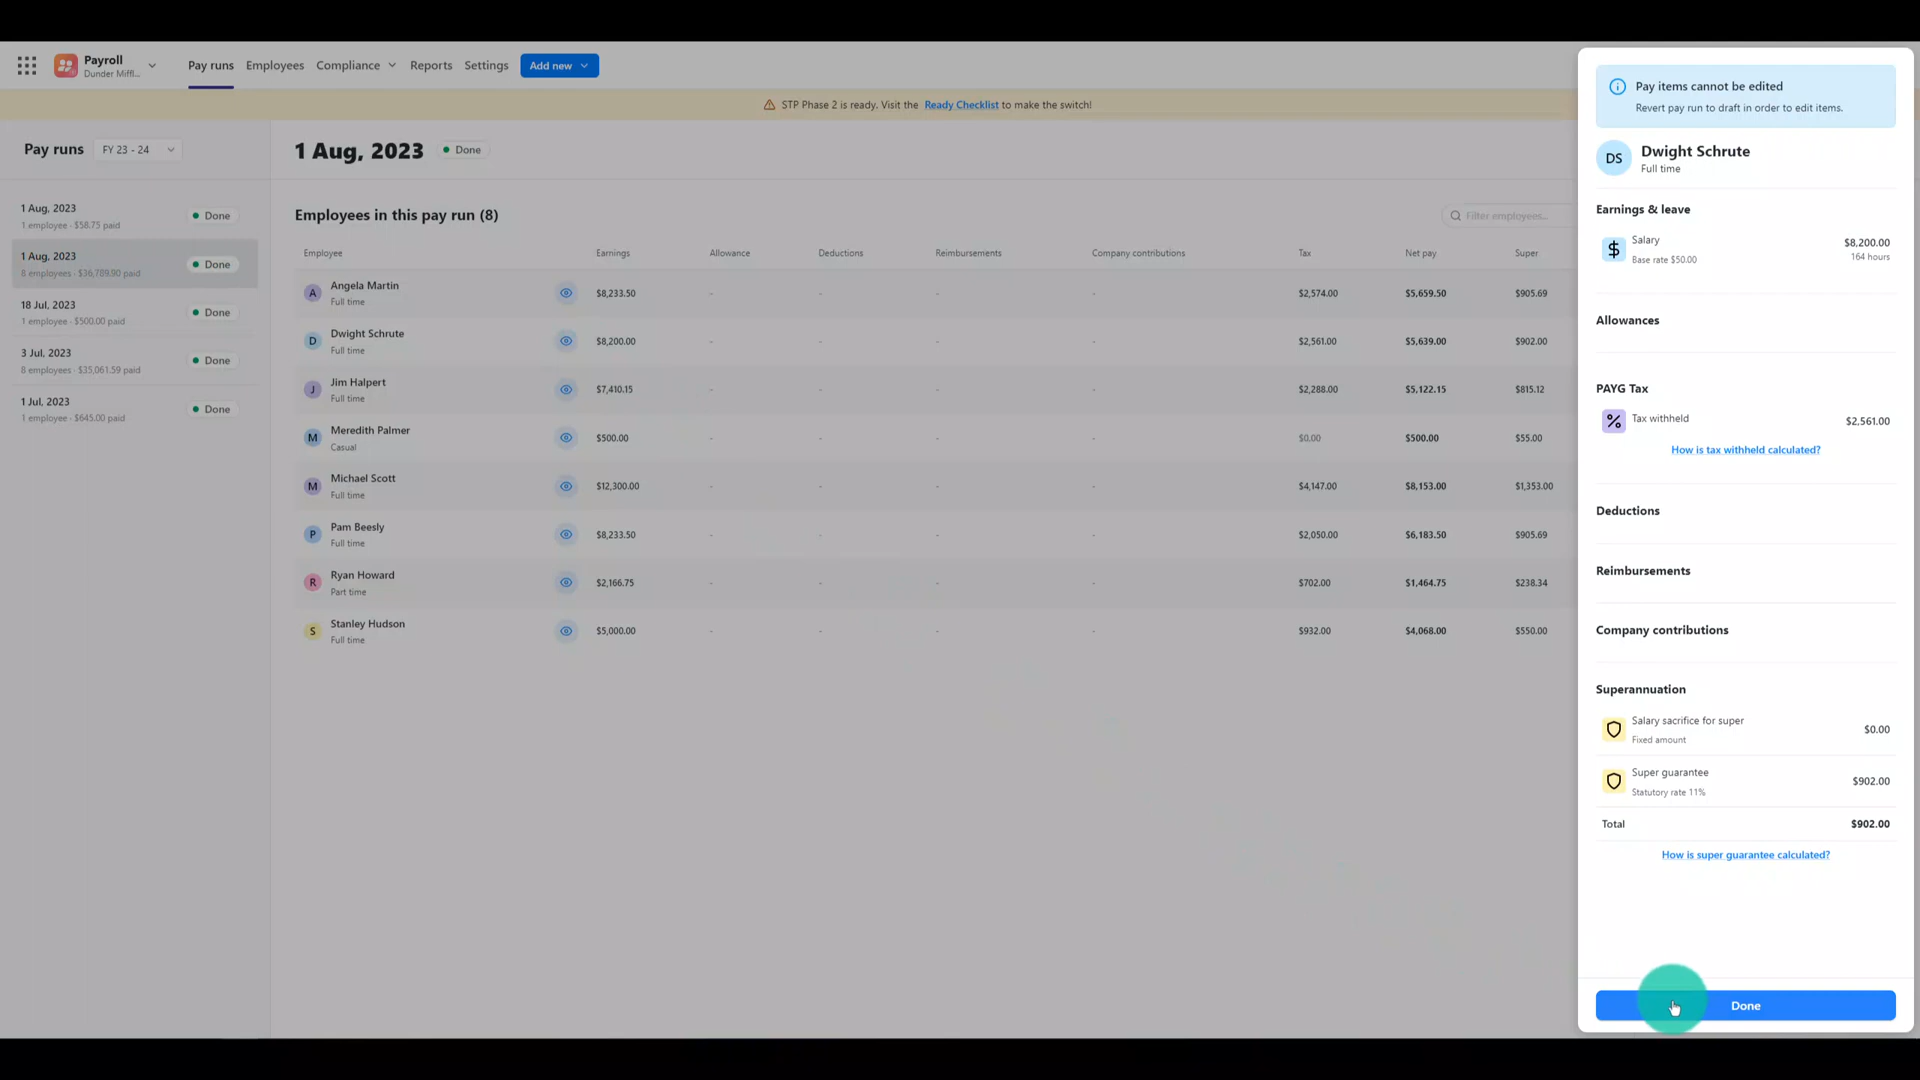 Payroll
Dunder Miffl...
Pay runs
Employees
Compliance
Reports
Settings
Add new
STP Phase 2 is ready. Visit the Ready Checklist to make the switch!
Pay runs
FY 23 - 24
1 Aug, 2023
1 employee · $58.75 paid
Done
1 Aug, 2023
8 employees · $36,789.90 paid
Done
18 Jul, 2023
1 employee · $500.00 paid
Done
3 Jul, 2023
8 employees · $35,061.59 paid
Done
1 Jul, 2023
1 employee · $645.00 paid
Done
1 Aug, 2023
Done
Employees in this pay run (8)
Filter employees...
Employee Earnings Allowance Deductions Reimbursements Company contributions Tax Net pay Super
A Angela Martin
Full time
$8,233.50 - - - - $2,574.00 $5,659.50 $905.69
D Dwight Schrute
Full time
$8,200.00 - - - - $2,561.00 $5,639.00 $902.00
J Jim Halpert
Full time
$7,410.15 - - - - $2,288.00 $5,122.15 $815.12
M Meredith Palmer
Casual
$500.00 - - - - $0.00 $500.00 $55.00
M Michael Scott
Full time
$12,300.00 - - - - $4,147.00 $8,153.00 $1,353.00
P Pam Beesly
Full time
$8,233.50 - - - - $2,050.00 $6,183.50 $905.69
R Ryan Howard
Part time
$2,166.75 - - - - $702.00 $1,464.75 $238.34
S Stanley Hudson
Full time
$5,000.00 - - - - $932.00 $4,068.00 $550.00
Pay items cannot be edited
Revert pay run to draft in order to edit items.
DS
Dwight Schrute
Full time
Earnings & leave
$
Salary
$8,200.00
Base rate $50.00
164 hours
Allowances
PAYG Tax
%
Tax withheld
$2,561.00
How is tax withheld calculated?
Deductions
Reimbursements
Company contributions
Superannuation
Salary sacrifice for super
Fixed amount
$0.00
Super guarantee
Statutory rate 11%
$902.00
Total
$902.00
How is super guarantee calculated?
Done